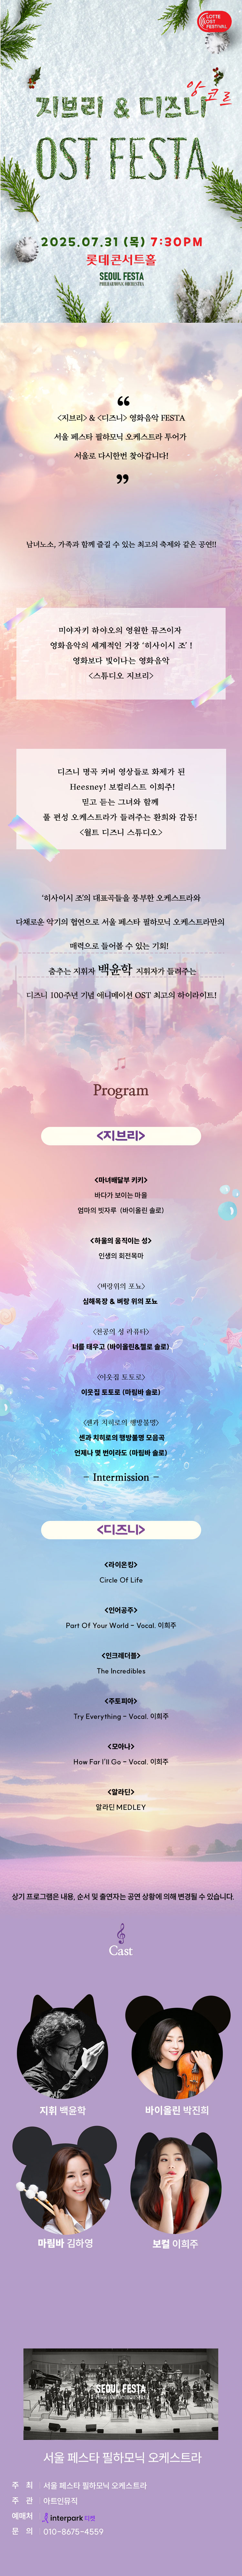 LOTTE
OST
FESTIVAL
앙코르
지브리 & 디즈니
OST FESTA
2025.07.31 (목) 7:30PM
롯데콘서트홀
SEOUL FESTA
PHILHARMONIC ORCHESTRA
“
<지브리> & <디즈니> 영화음악 FESTA
서울 페스타 필하모닉 오케스트라 투어가
서울로 다시한번 찾아갑니다!
”
남녀노소, 가족과 함께 즐길 수 있는 최고의 축제와 같은 공연!!
미야자키 하야오의 영원한 뮤즈이자
영화음악의 세계적인 거장 ‘히사이시 조’ !
영화보다 빛이나는 영화음악
<스튜디오 지브리>
디즈니 명곡 커버 영상들로 화제가 된
Heesney! 보컬리스트 이희주!
믿고 듣는 그녀와 함께
풀 편성 오케스트라가 들려주는 환희와 감동!
<월트 디즈니 스튜디오>
‘히사이시 조’의 대표곡들을 풍부한 오케스트라와
다채로운 악기의 협연으로 서울 페스타 필하모닉 오케스트라만의
매력으로 들어볼 수 있는 기회!
춤추는 지휘자 백윤학 지휘자가 들려주는
디즈니 100주년 기념 애니메이션 OST 최고의 하이라이트!
Program
<지브리>
<마녀배달부 키키>
바다가 보이는 마을
엄마의 빗자루 (바이올린 솔로)
<하울의 움직이는 성>
인생의 회전목마
<벼랑위의 포뇨>
심해목장 & 벼랑 위의 포뇨
<천공의 성 라퓨타>
너를 태우고 (바이올린&첼로 솔로)
<이웃집 토토로>
이웃집 토토로 (마림바 솔로)
<센과 치히로의 행방불명>
센과 치히로의 행방불명 모음곡
언제나 몇 번이라도 (마림바 솔로)
- Intermission -
<디즈니>
<라이온킹>
Circle Of Life
<인어공주>
Part Of Your World - Vocal. 이희주
<인크레더블>
The Incredibles
<주토피아>
Try Everything - Vocal. 이희주
<모아나>
How Far I'll Go - Vocal. 이희주
<알라딘>
알라딘 MEDLEY
상기 프로그램은 내용, 순서 및 출연자는 공연 상황에 의해 변경될 수 있습니다.
Cast
지휘 백윤학
바이올린 박진희
마림바 김하영
보컬 이희주
SEOUL FESTA
서울 페스타 필하모닉 오케스트라
주 최 서울 페스타 필하모닉 오케스트라
주 관 아트인뮤직
예매처 interpark 티켓
문 의 010-8675-4559